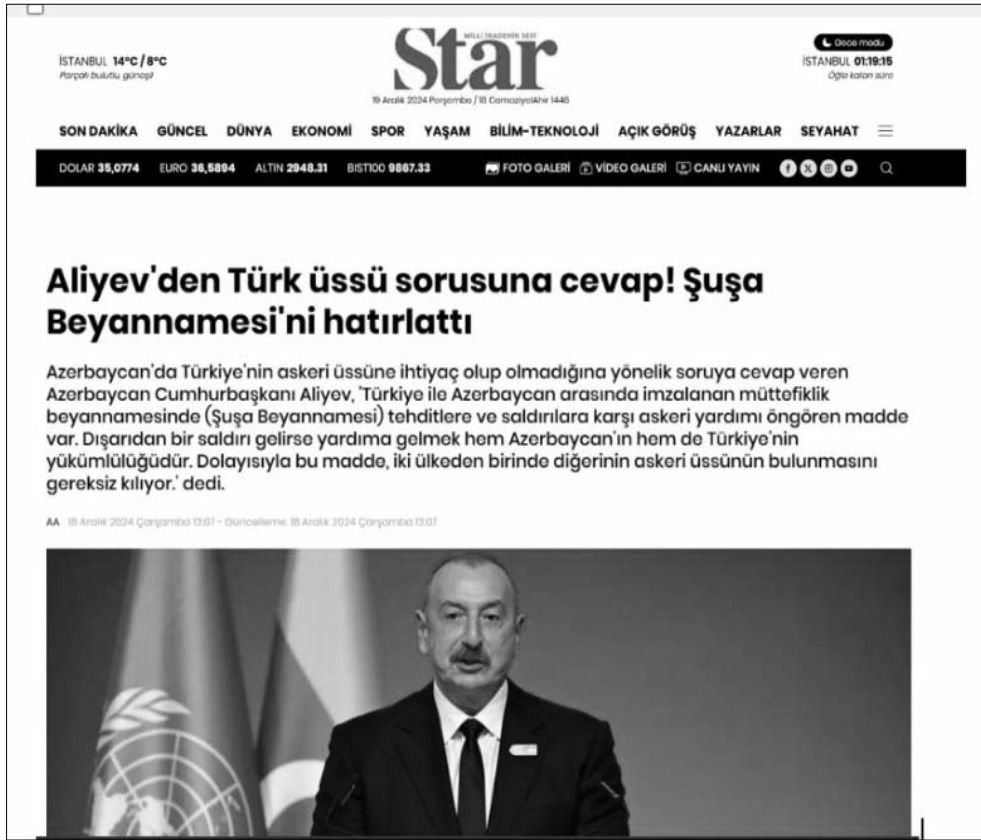 MİLLİ İRADENİN SESİ
Star
İSTANBUL 14°C / 8°C
Parçalı bulutlu, güneşli
Gece modu
İSTANBUL 01:19:15
Öğle kalan süre
19 Aralık 2024 Perşembe / 18 CemaziyelAhir 1446
SON DAKİKA GÜNCEL DÜNYA EKONOMİ SPOR YAŞAM BİLİM-TEKNOLOJİ AÇIK GÖRÜŞ YAZARLAR SEYAHAT
DOLAR 35,0774 EURO 36,5894 ALTIN 2948.31 BIST100 9867.33 FOTO GALERİ VİDEO GALERİ CANLI YAYIN
Aliyev'den Türk üssü sorusuna cevap! Şuşa
Beyannamesi'ni hatırlattı
Azerbaycan'da Türkiye'nin askeri üssüne ihtiyaç olup olmadığına yönelik soruya cevap veren
Azerbaycan Cumhurbaşkanı Aliyev, 'Türkiye ile Azerbaycan arasında imzalanan müttefiklik
beyannamesinde (Şuşa Beyannamesi) tehditlere ve saldırılara karşı askeri yardımı öngören madde
var. Dışarıdan bir saldırı gelirse yardıma gelmek hem Azerbaycan'ın hem de Türkiye'nin
yükümlülüğüdür. Dolayısıyla bu madde, iki ülkeden birinde diğerinin askeri üssünün bulunmasını
gereksiz kılıyor.' dedi.
AA 18 Aralık 2024 Çarşamba 13:07 - Güncelleme: 18 Aralık 2024 Çarşamba 13:07